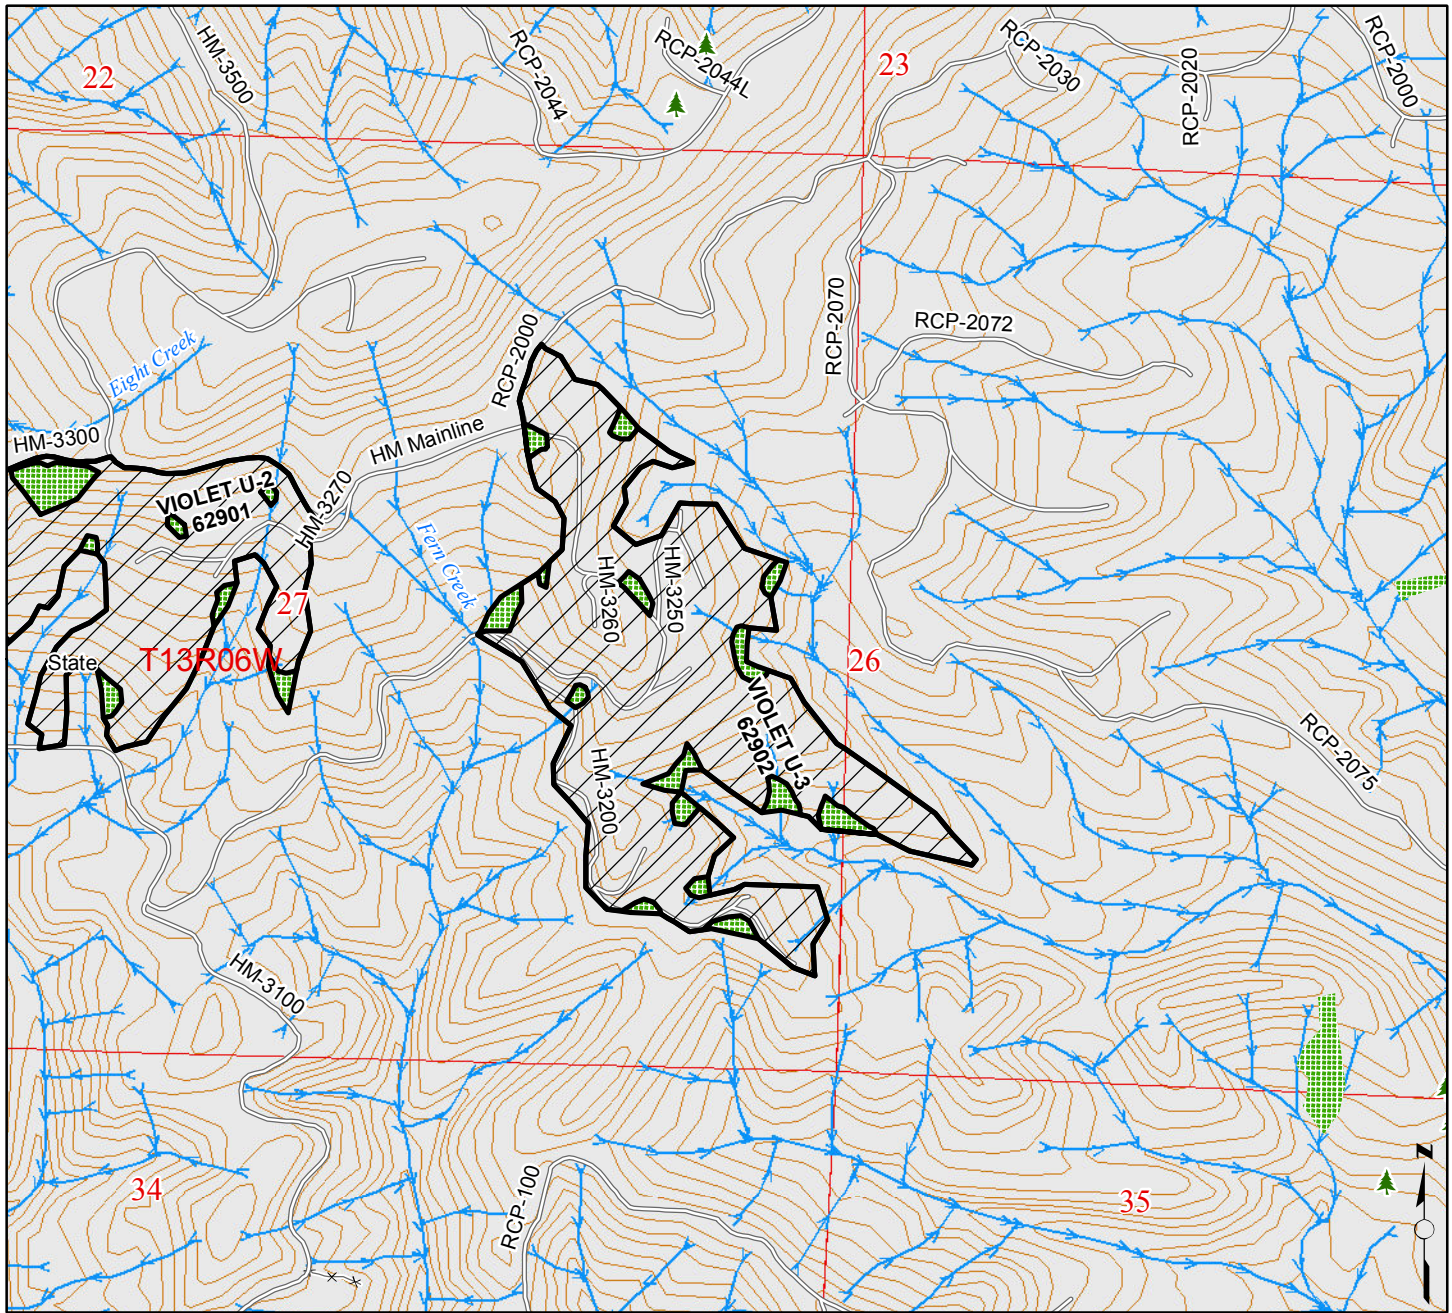 22
HM-3500
RCP-2044
RCP-2044L
23
RCP-2030
RCP-2020
RCP-2000
Eight Creek
RCP-2000
RCP-2070
RCP-2072
HM-3300
HM Mainline
VIOLET U-2
62901
HM-3270
Fern Creek
HM-3260
HM-3250
27
State
T13R06W
26
VIOLET U-3
62902
HM-3200
RCP-2075
HM-3100
34
RCP-100
35
N